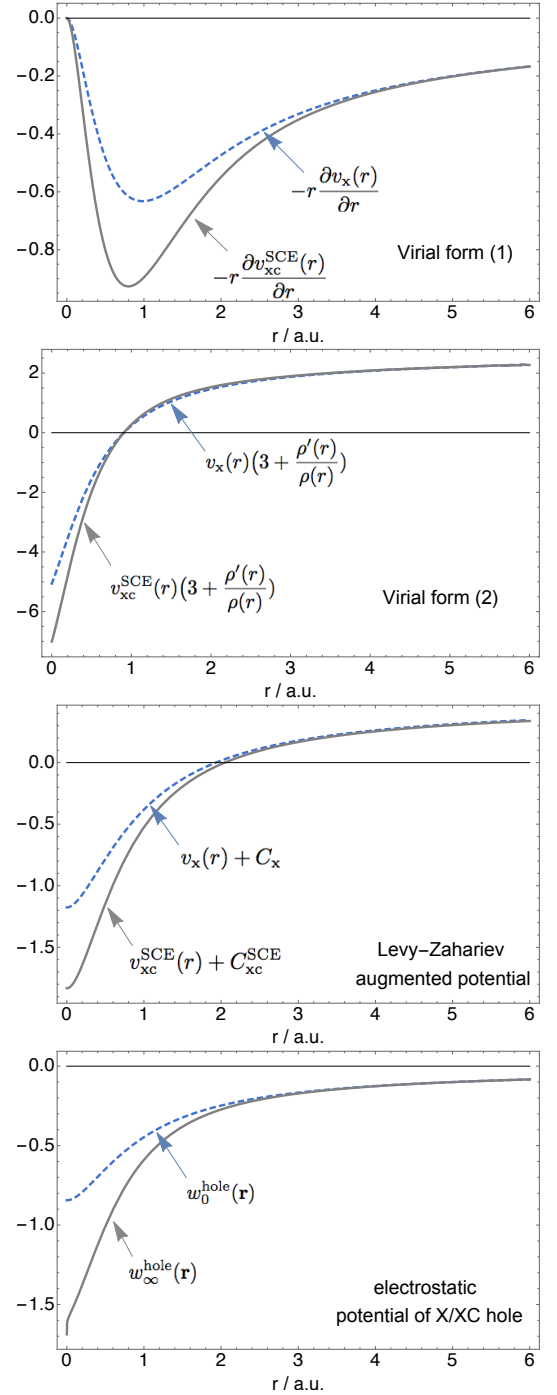 0.0
−0.2
−0.4
−0.6
−0.8
−r ∂v_x(r)/∂r
−r ∂v_xc^SCE(r)/∂r
Virial form (1)
0 1 2 3 4 5 6
r / a.u.
2
0
−2
−4
−6
v_x(r)(3 + ρ′(r)/ρ(r))
v_xc^SCE(r)(3 + ρ′(r)/ρ(r))
Virial form (2)
0 1 2 3 4 5 6
r / a.u.
0.0
−0.5
−1.0
−1.5
v_x(r) + C_x
v_xc^SCE(r) + C_xc^SCE
Levy−Zahariev
augmented potential
0 1 2 3 4 5 6
r / a.u.
0.0
−0.5
−1.0
−1.5
w_0^hole(r)
w_∞^hole(r)
electrostatic
potential of X/XC hole
0 1 2 3 4 5 6
r / a.u.